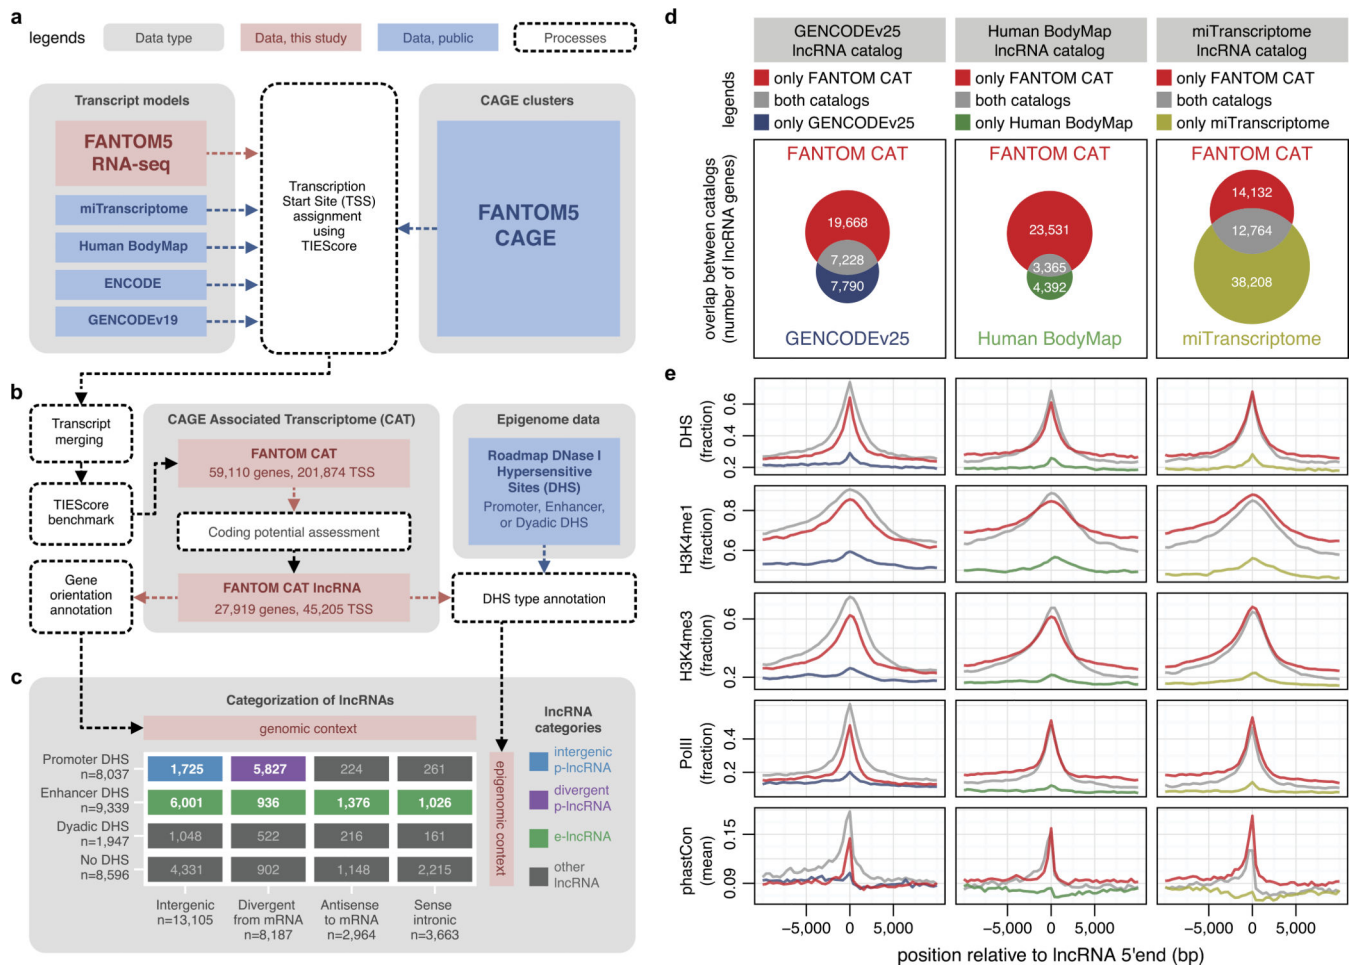 a
legends
Data type
Data, this study
Data, public
Processes
Transcript models
FANTOM5
RNA-seq
miTranscriptome
Human BodyMap
ENCODE
GENCODEv19
Transcription
Start Site (TSS)
assignment
using
TIEScore
CAGE clusters
FANTOM5
CAGE
b
Transcript
merging
TIEScore
benchmark
Gene
orientation
annotation
CAGE Associated Transcriptome (CAT)
FANTOM CAT
59,110 genes, 201,874 TSS
Coding potential assessment
FANTOM CAT lncRNA
27,919 genes, 45,205 TSS
Epigenome data
Roadmap DNase I
Hypersensitive
Sites (DHS)
Promoter, Enhancer,
or Dyadic DHS
DHS type annotation
c
Categorization of lncRNAs
genomic context
epigenomic context
Promoter DHS
n=8,037
1,725 5,827 224 261
Enhancer DHS
n=9,339
6,001 936 1,376 1,026
Dyadic DHS
n=1,947
1,048 522 216 161
No DHS
n=8,596
4,331 902 1,148 2,215
Intergenic
n=13,105
Divergent
from mRNA
n=8,187
Antisense
to mRNA
n=2,964
Sense
intronic
n=3,663
lncRNA
categories
intergenic
p-lncRNA
divergent
p-lncRNA
e-lncRNA
other
lncRNA
d
legends
overlap between catalogs
(number of lncRNA genes)
GENCODEv25
lncRNA catalog
only FANTOM CAT
both catalogs
only GENCODEv25
FANTOM CAT
19,668
7,228
7,790
GENCODEv25
Human BodyMap
lncRNA catalog
only FANTOM CAT
both catalogs
only Human BodyMap
FANTOM CAT
23,531
3,365
4,392
Human BodyMap
miTranscriptome
lncRNA catalog
only FANTOM CAT
both catalogs
only miTranscriptome
FANTOM CAT
14,132
12,764
38,208
miTranscriptome
e
DHS
(fraction)
0.6
0.4
0.2
H3K4me1
(fraction)
0.8
0.6
H3K4me3
(fraction)
0.6
0.4
0.2
PolII
(fraction)
0.4
0.2
phastCon
(mean)
0.15
0.09
−5,000 0 5,000
−5,000 0 5,000
−5,000 0 5,000
position relative to lncRNA 5'end (bp)